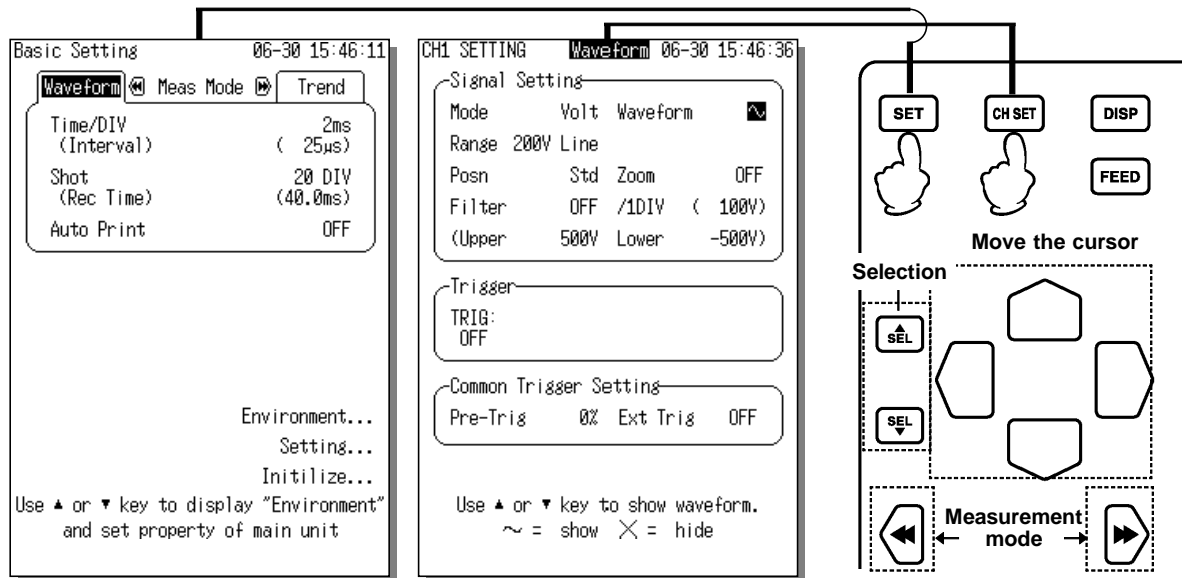 Basic Setting 06-30 15:46:11
Waveform Meas Mode Trend
Time/DIV 2ms
(Interval) ( 25µs)
Shot 20 DIV
(Rec Time) (40.0ms)
Auto Print OFF
Environment...
Setting...
Initilize...
Use ▲ or ▼ key to display "Environment"
and set property of main unit
CH1 SETTING Waveform 06-30 15:46:36
Signal Setting
Mode Volt Waveform
Range 200V Line
Posn Std Zoom OFF
Filter OFF /1DIV ( 100V)
(Upper 500V Lower -500V)
Trigger
TRIG:
OFF
Common Trigger Setting
Pre-Trig 0% Ext Trig OFF
Use ▲ or ▼ key to show waveform.
~ = show X = hide
SET
CH SET
DISP
FEED
Move the cursor
Selection
SEL
SEL
Measurement
mode